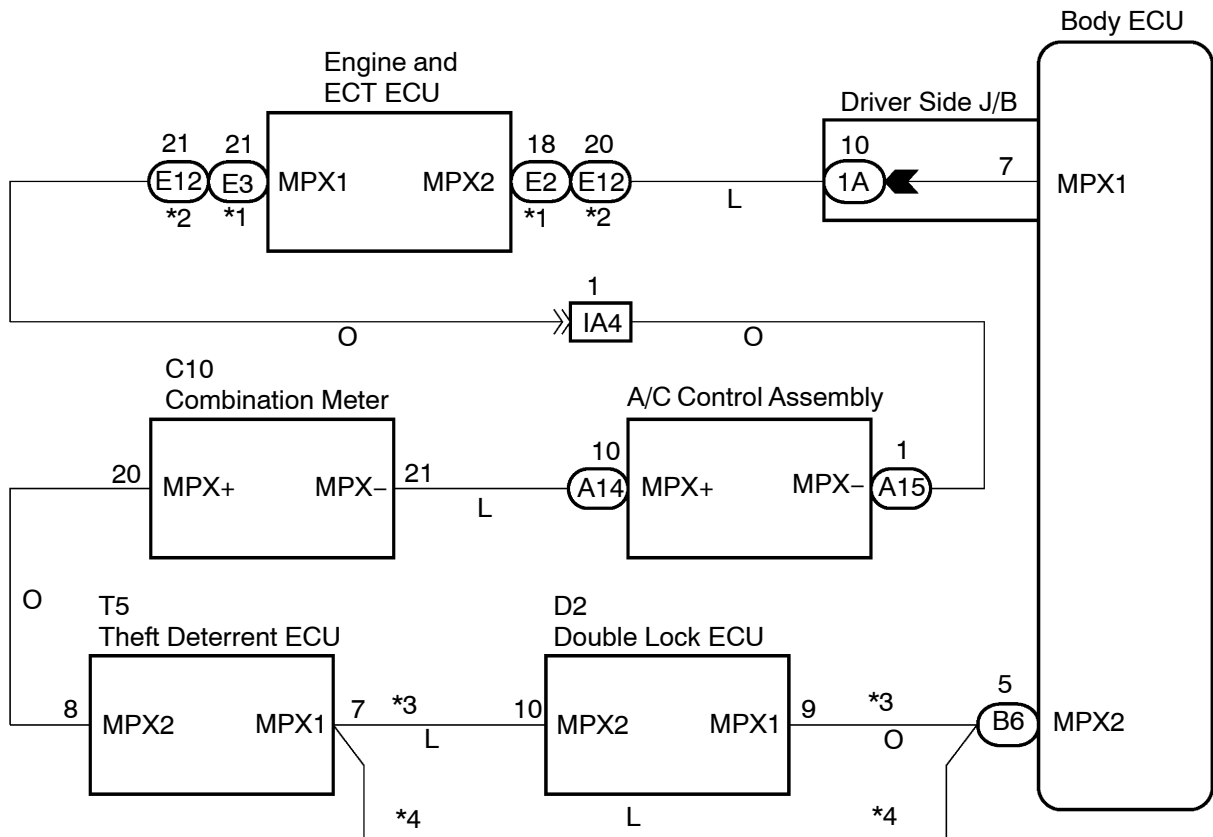 Body ECU
Engine and
ECT ECU
Driver Side J/B
21 21 18 20 10 7
E12 E3 MPX1 MPX2 E2 E12 1A MPX1
*2 *1 *1 *2 L
1
IA4
O O
C10
Combination Meter
A/C Control Assembly
10 1
20 MPX+ MPX– 21 A14 MPX+ MPX– A15
L
O
T5
Theft Deterrent ECU
D2
Double Lock ECU
5
8 MPX2 MPX1 7 *3 10 MPX2 MPX1 9 *3 B6 MPX2
L O
*4 L *4